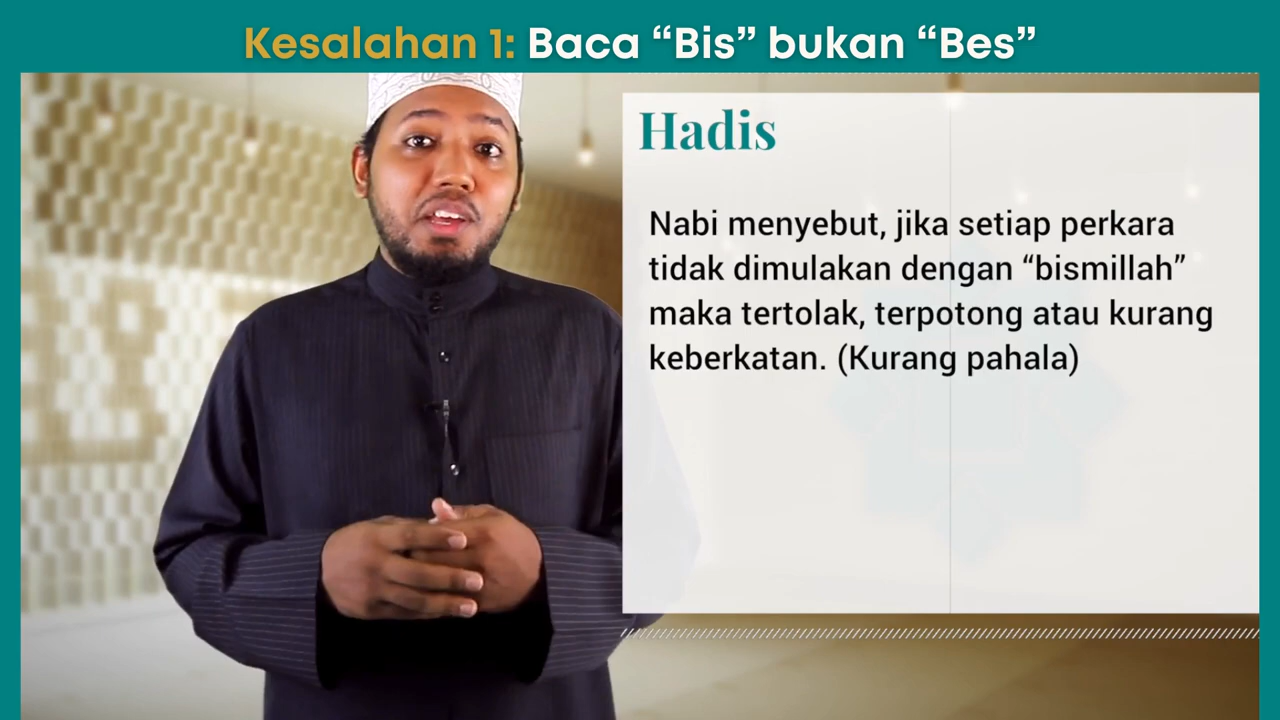 Kesalahan 1: Baca “Bis” bukan “Bes”
Hadis
Nabi menyebut, jika setiap perkara
tidak dimulakan dengan “bismillah”
maka tertolak, terpotong atau kurang
keberkatan. (Kurang pahala)